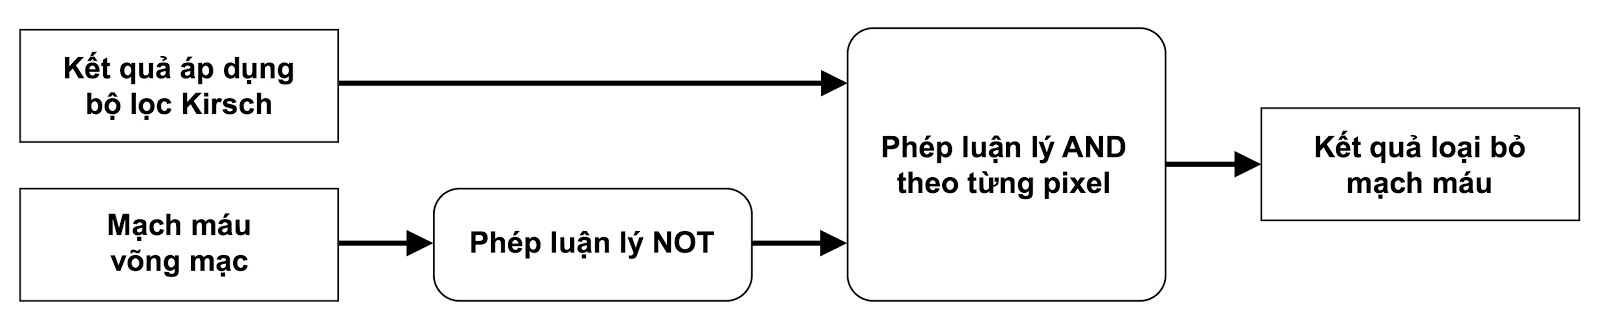 Kết quả áp dụng
bộ lọc Kirsch
Mạch máu
võng mạc
Phép luận lý NOT
Phép luận lý AND
theo từng pixel
Kết quả loại bỏ
mạch máu